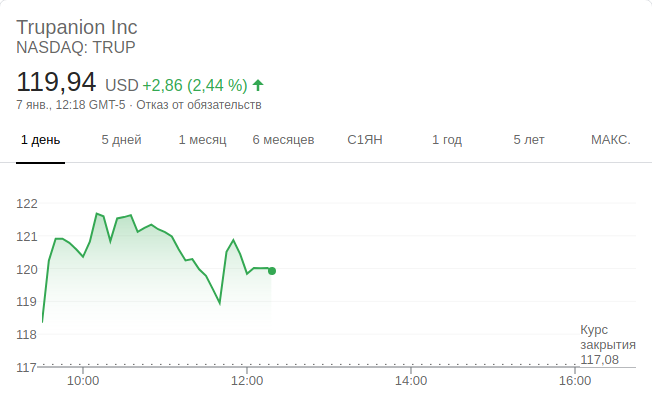 Trupanion Inc
NASDAQ: TRUP
119,94 USD +2,86 (2,44 %)
7 янв., 12:18 GMT-5 · Отказ от обязательств
1 день 5 дней 1 месяц 6 месяцев С1ЯН 1 год 5 лет МАКС.
122
121
120
119
118
117
Курс
закрытия
117,08
10:00 12:00 14:00 16:00